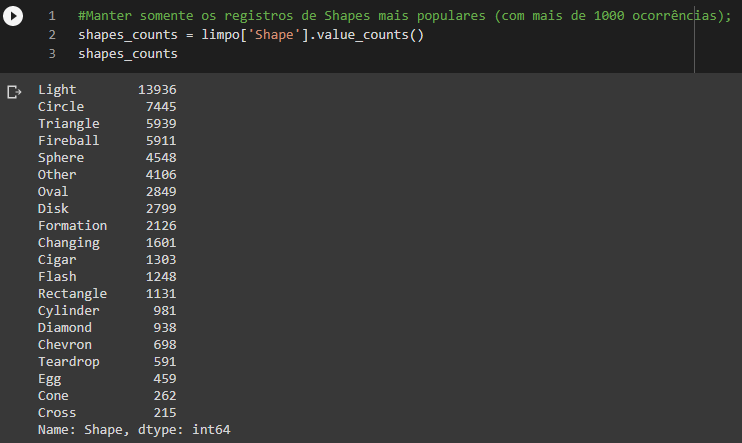 1 #Manter somente os registros de Shapes mais populares (com mais de 1000 ocorrências);
2 shapes_counts = limpo['Shape'].value_counts()
3 shapes_counts
Light 13936
Circle 7445
Triangle 5939
Fireball 5911
Sphere 4548
Other 4106
Oval 2849
Disk 2799
Formation 2126
Changing 1601
Cigar 1303
Flash 1248
Rectangle 1131
Cylinder 981
Diamond 938
Chevron 698
Teardrop 591
Egg 459
Cone 262
Cross 215
Name: Shape, dtype: int64